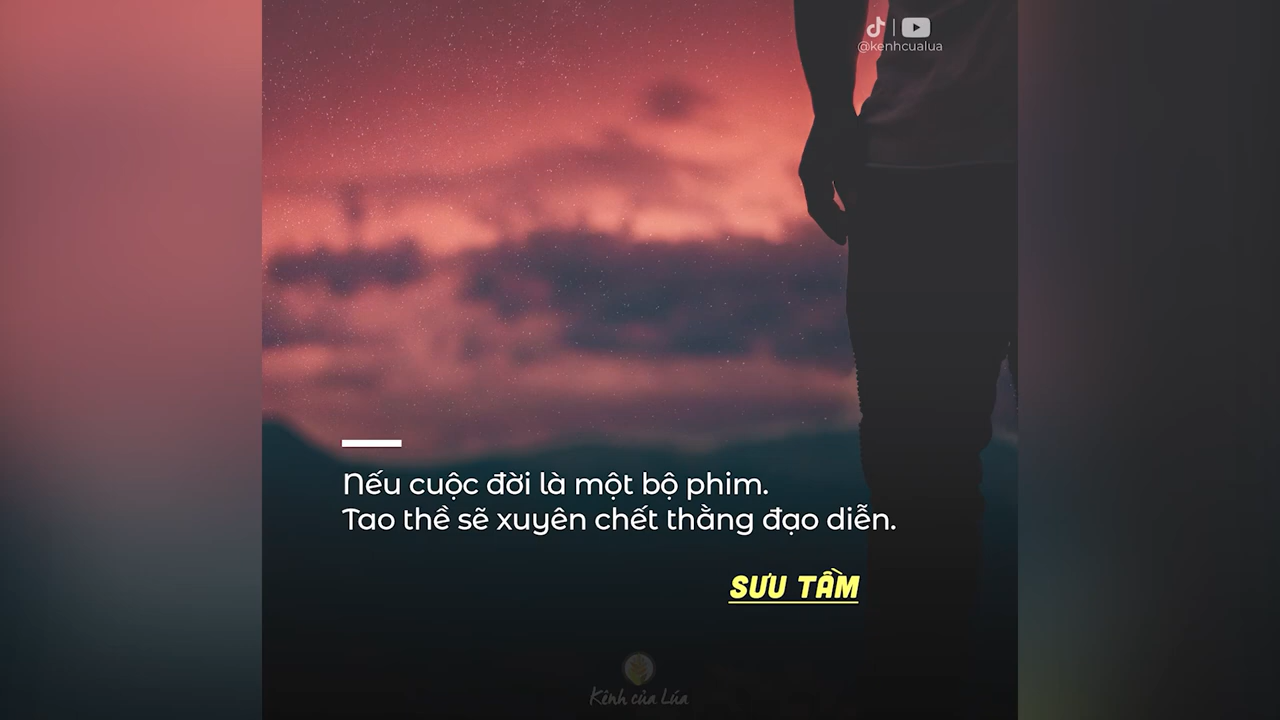 @kenhcualua
Nếu cuộc đời là một bộ phim.
Tao thề sẽ xuyên chết thằng đạo diễn.
SƯU TẦM
Kênh của Lúa